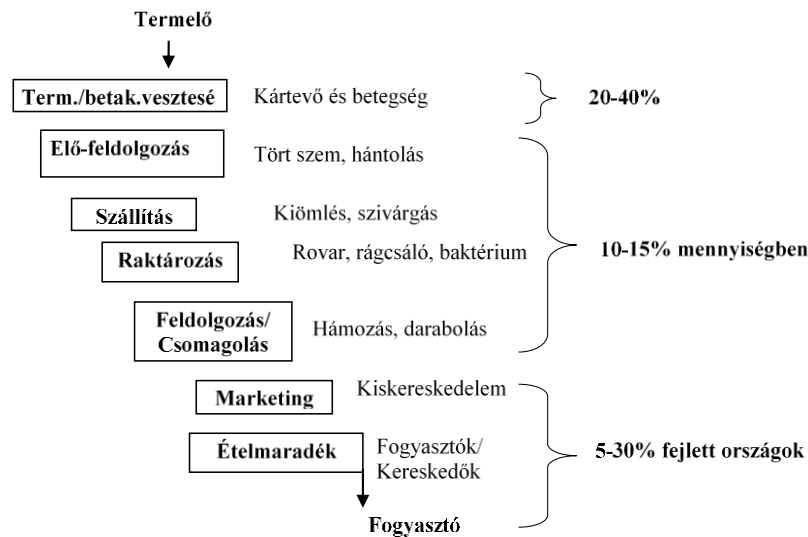 Termelő
Term./betak.vesztesé
Kártevő és betegség
20-40%
Elő-feldolgozás
Tört szem, hántolás
Szállítás
Kiömlés, szivárgás
Raktározás
Rovar, rágcsáló, baktérium
10-15% mennyiségben
Feldolgozás/
Csomagolás
Hámozás, darabolás
Marketing
Kiskereskedelem
Ételmaradék
Fogyasztók/
Kereskedők
5-30% fejlett országok
Fogyasztó